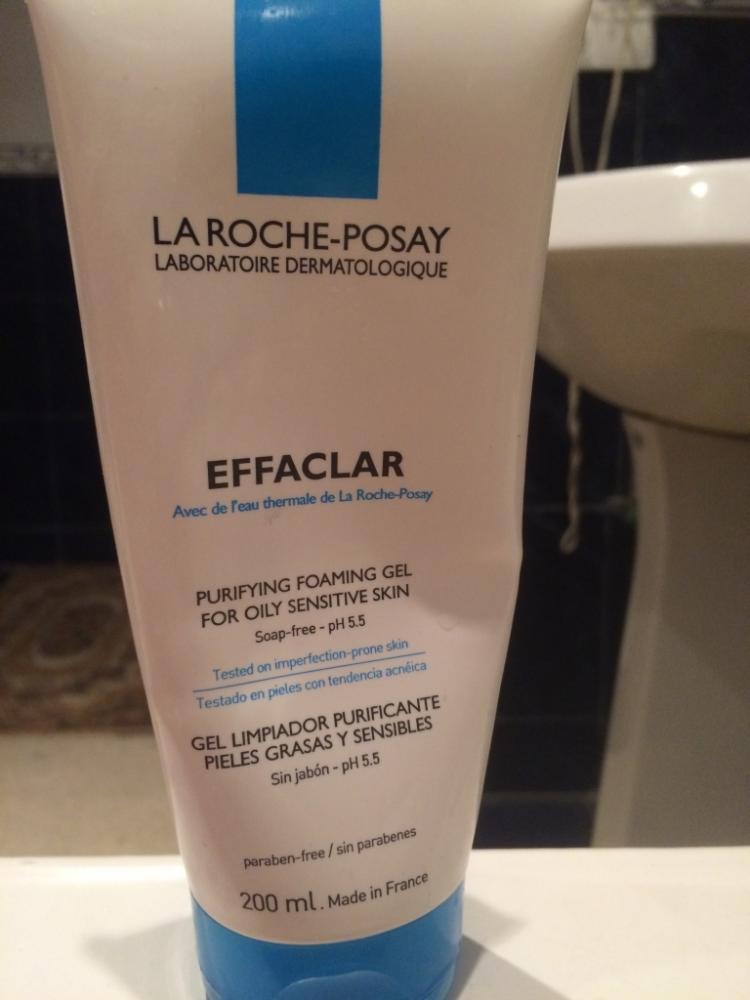 LA ROCHE-POSAY
LABORATOIRE DERMATOLOGIQUE
EFFACLAR
Avec de l'eau thermale de La Roche-Posay
PURIFYING FOAMING GEL
FOR OILY SENSITIVE SKIN
Soap-free - pH 5.5
Tested on imperfection-prone skin
Testado en pieles con tendencia acnéica
GEL LIMPIADOR PURIFICANTE
PIELES GRASAS Y SENSIBLES
Sin jabón - pH 5.5
paraben-free / sin parabenes
200 ml. Made in France